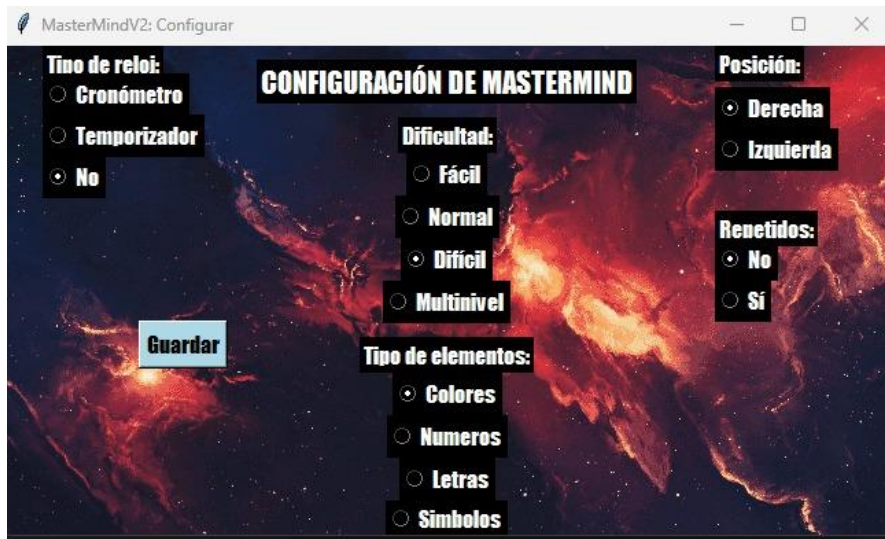 MasterMindV2: Configurar
CONFIGURACIÓN DE MASTERMIND
Tipo de reloj:
Cronómetro
Temporizador
No
Dificultad:
Fácil
Normal
Difícil
Multinivel
Posición:
Derecha
Izquierda
Repetidos:
No
Sí
Guardar
Tipo de elementos:
Colores
Numeros
Letras
Simbolos